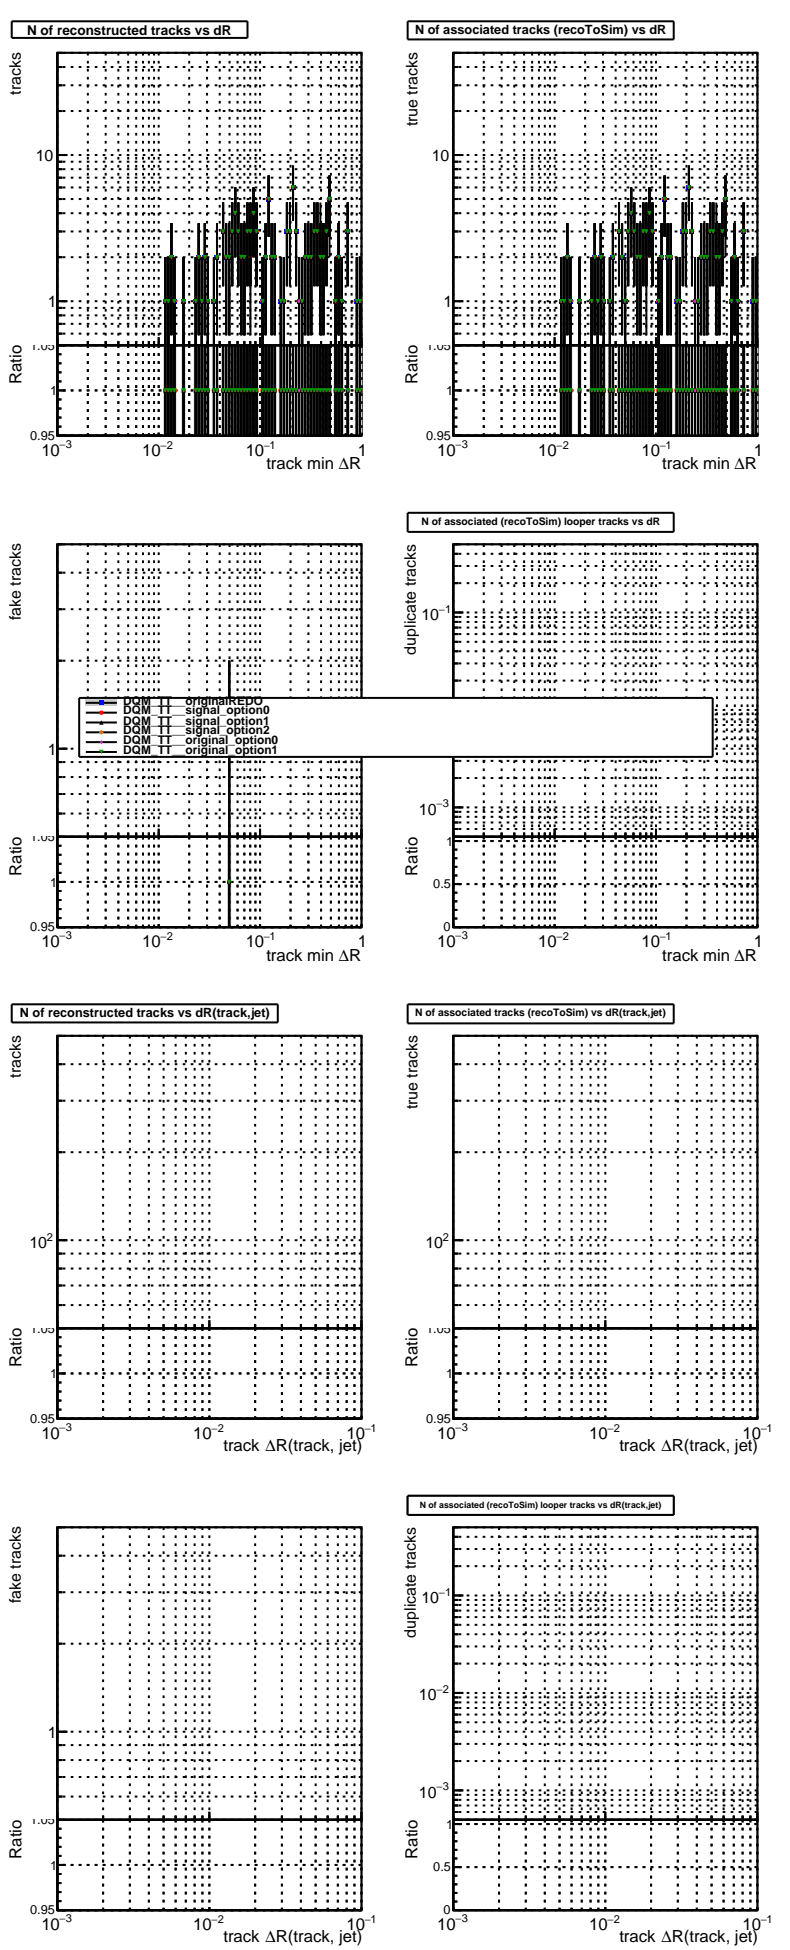 N of reconstructed tracks vs dR
N of associated tracks (recoToSim) vs dR
tracks
10
1
1.05
Ratio
1
0.95
10⁻³
10⁻²
10⁻¹
1
track min ΔR
true tracks
10
1
1.05
Ratio
1
0.95
10⁻³
10⁻²
10⁻¹
1
track min ΔR
N of associated (recoToSim) looper tracks vs dR
fake tracks
1
1.05
Ratio
1
0.95
10⁻³
10⁻²
10⁻¹
1
track min ΔR
duplicate tracks
10⁻¹
10⁻³
Ratio
1
0.5
0
10⁻³
10⁻²
10⁻¹
1
track min ΔR
DQM_TT__originalREDO
DQM_TT__signal_option0
DQM_TT__signal_option1
DQM_TT__signal_option2
DQM_TT__original_option0
DQM_TT__original_option1
N of reconstructed tracks vs dR(track,jet)
N of associated tracks (recoToSim) vs dR(track,jet)
tracks
10²
1.05
Ratio
1
0.95
10⁻³
10⁻²
10⁻¹
track ΔR(track, jet)
true tracks
10²
1.05
Ratio
1
0.95
10⁻³
10⁻²
10⁻¹
track ΔR(track, jet)
N of associated (recoToSim) looper tracks vs dR(track,jet)
fake tracks
1
1.05
Ratio
1
0.95
10⁻³
10⁻²
10⁻¹
track ΔR(track, jet)
duplicate tracks
10⁻¹
10⁻²
10⁻³
Ratio
1
0.5
0
10⁻³
10⁻²
10⁻¹
track ΔR(track, jet)